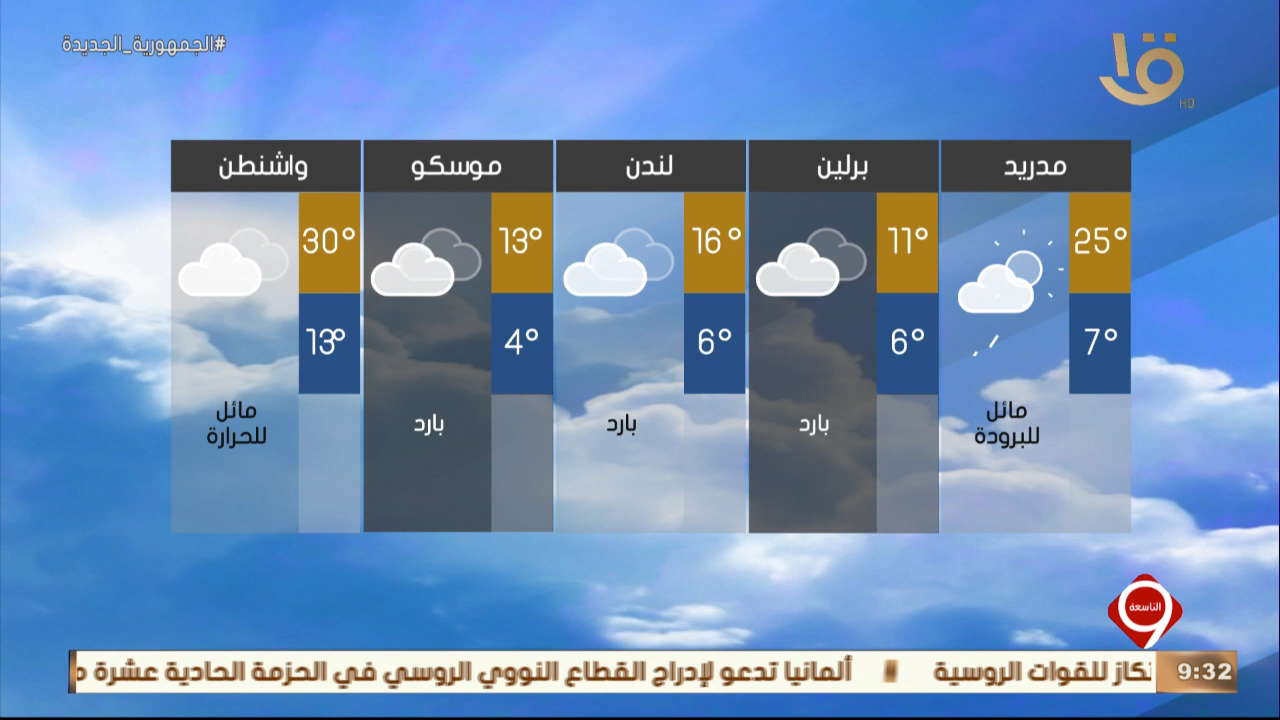 #الجمهورية_الجديدة
HD
مدريد
25°
7°
مائل
للبرودة
برلين
11°
6°
بارد
لندن
16°
6°
بارد
موسكو
13°
4°
بارد
واشنطن
30°
13°
مائل
للحرارة
التاسعة
9
9:32
للقوات الروسية
ألمانيا تدعو لإدراج القطاع النووي الروسي في الحزمة الحادية عشرة